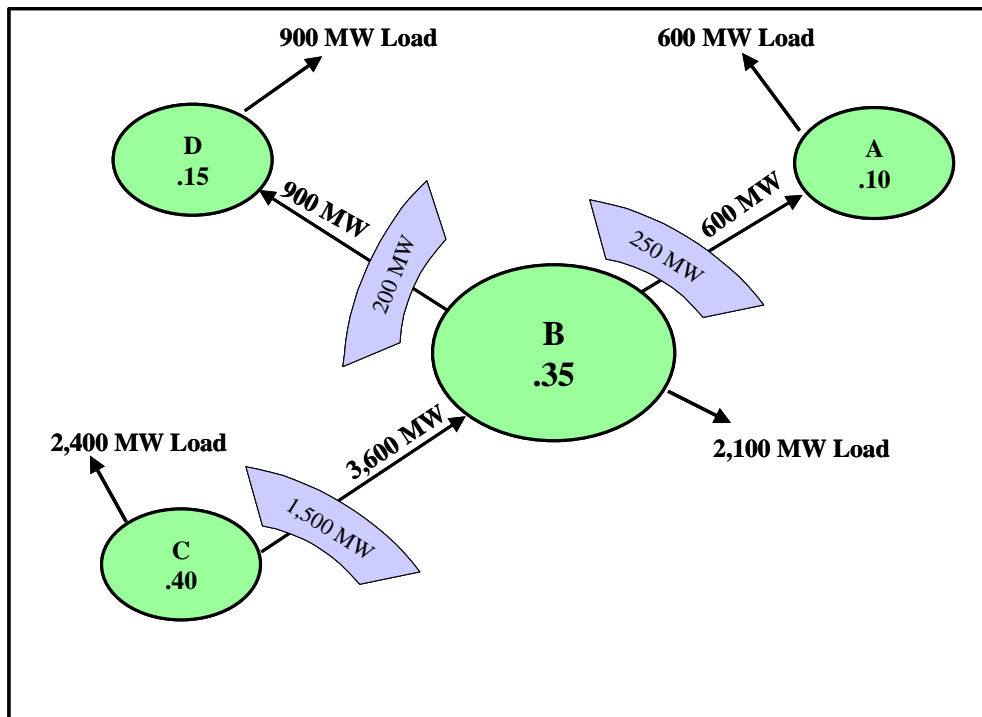 900 MW Load
600 MW Load
D
.15
A
.10
900 MW
600 MW
200 MW
250 MW
B
.35
2,400 MW Load
3,600 MW
2,100 MW Load
1,500 MW
C
.40